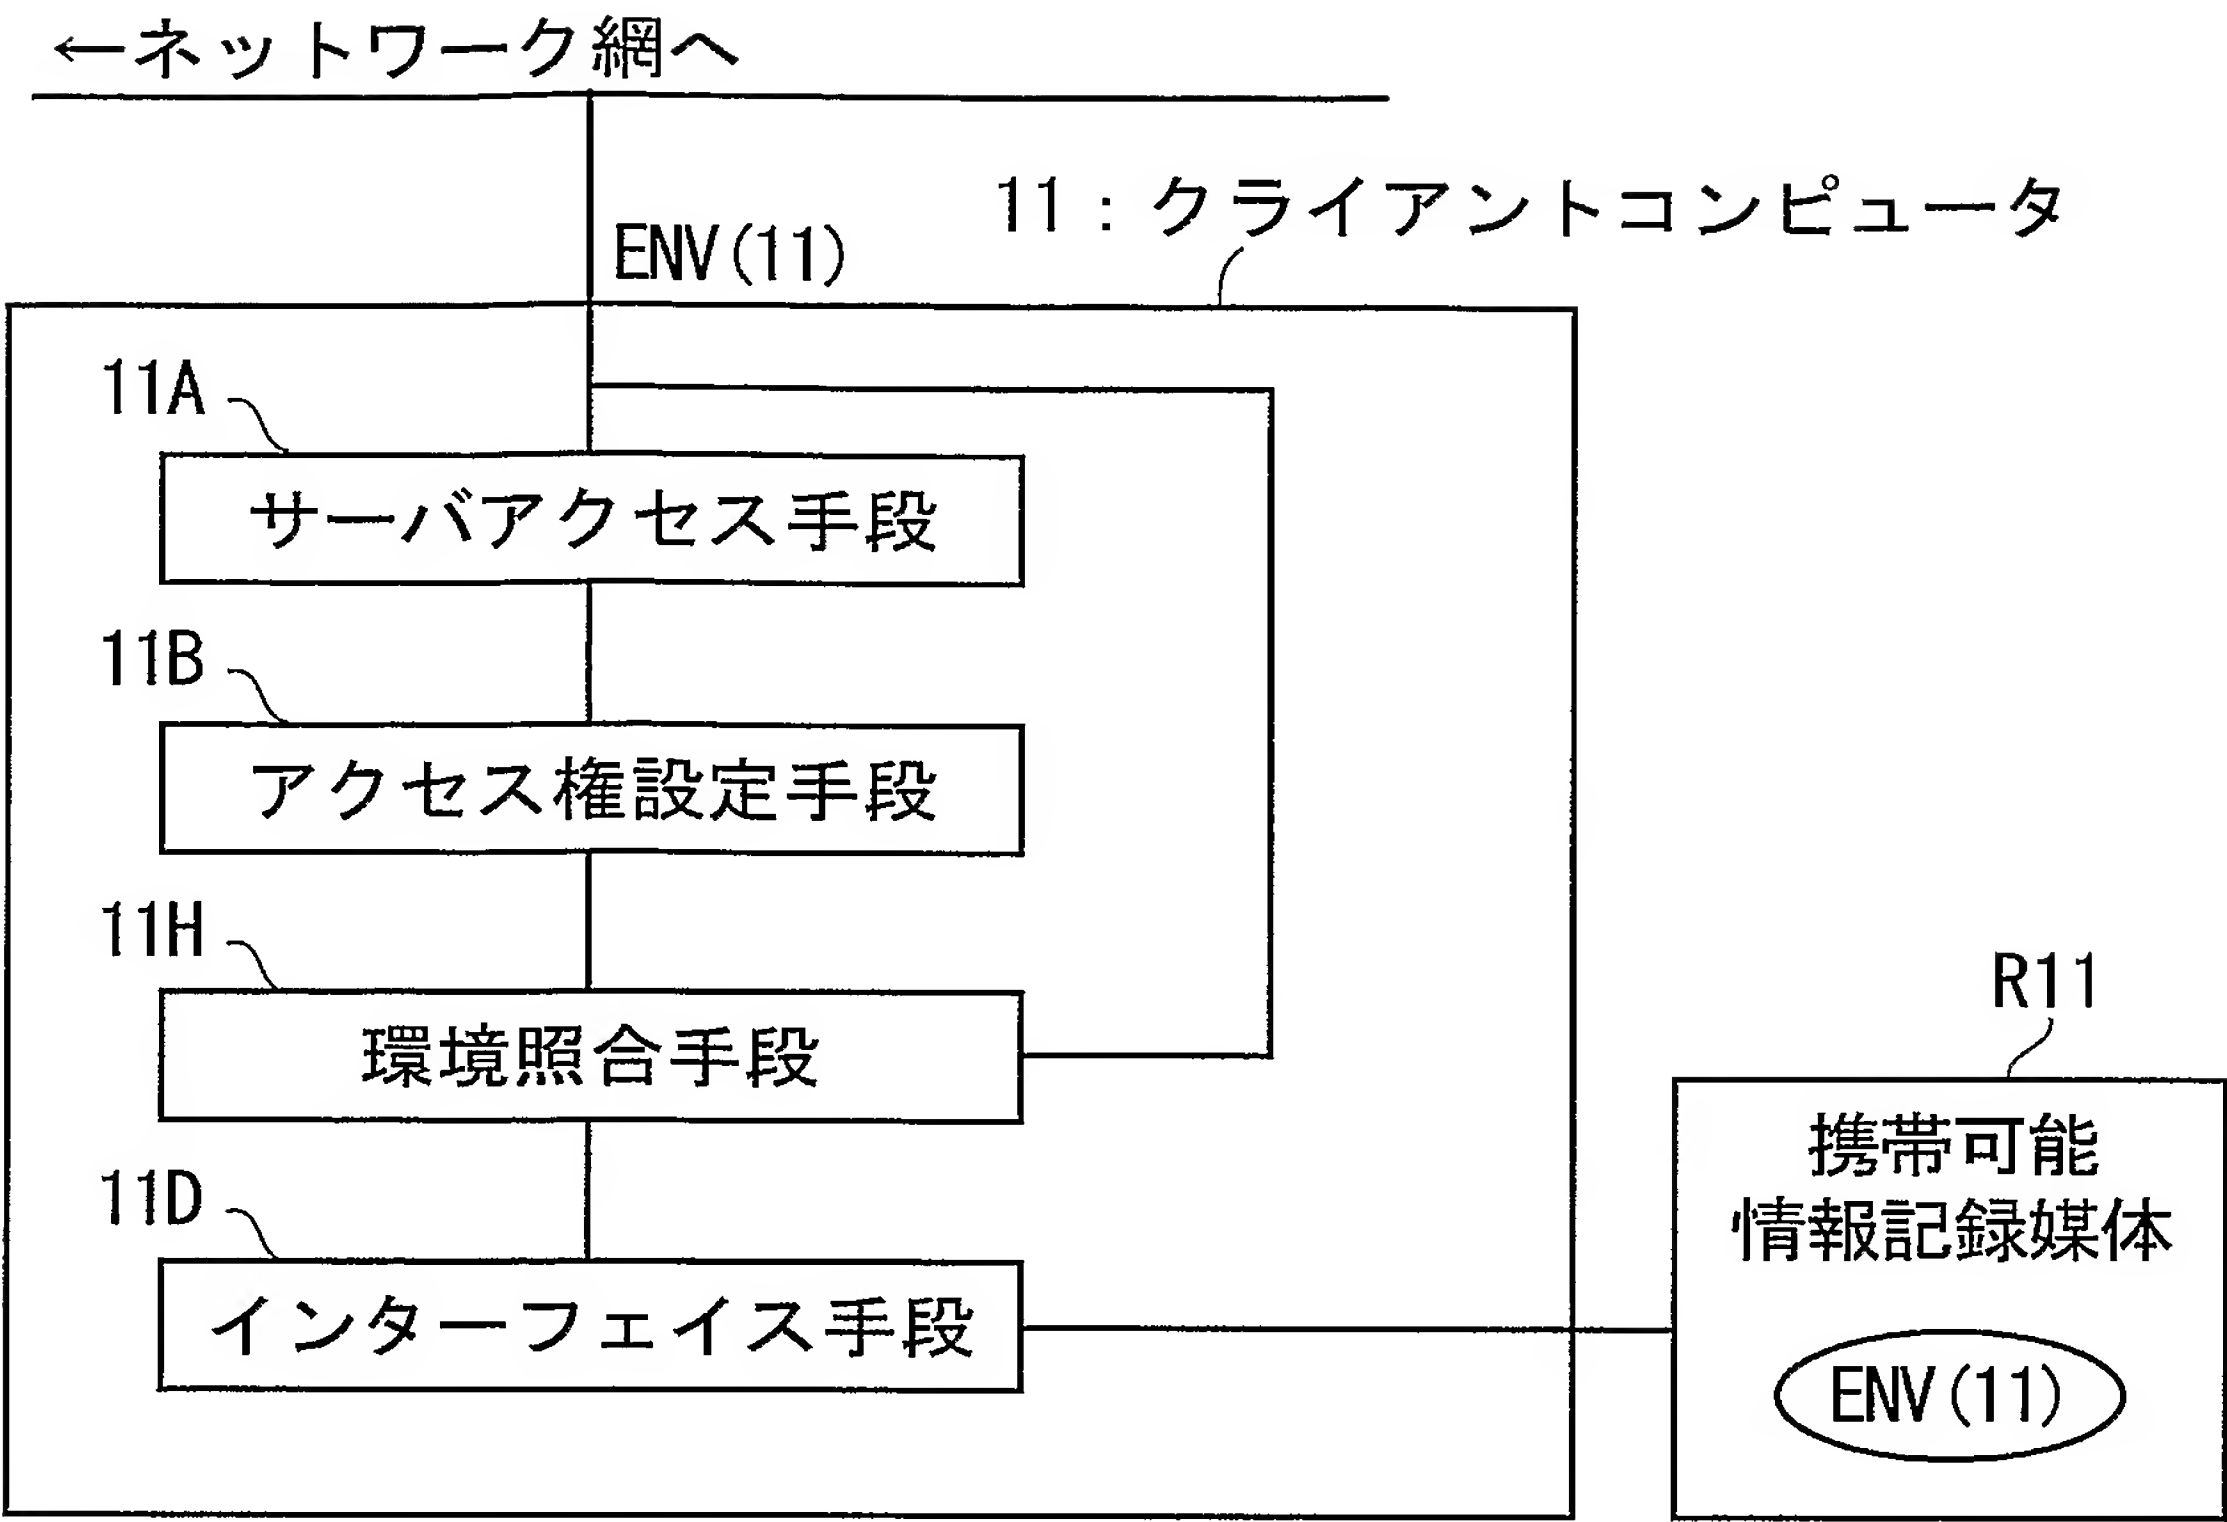 ←ネットワーク網へ
11：クライアントコンピュータ
ENV(11)
11A
サーバアクセス手段
11B
アクセス権設定手段
11H
環境照合手段
11D
インターフェイス手段
R11
携帯可能
情報記録媒体
ENV(11)